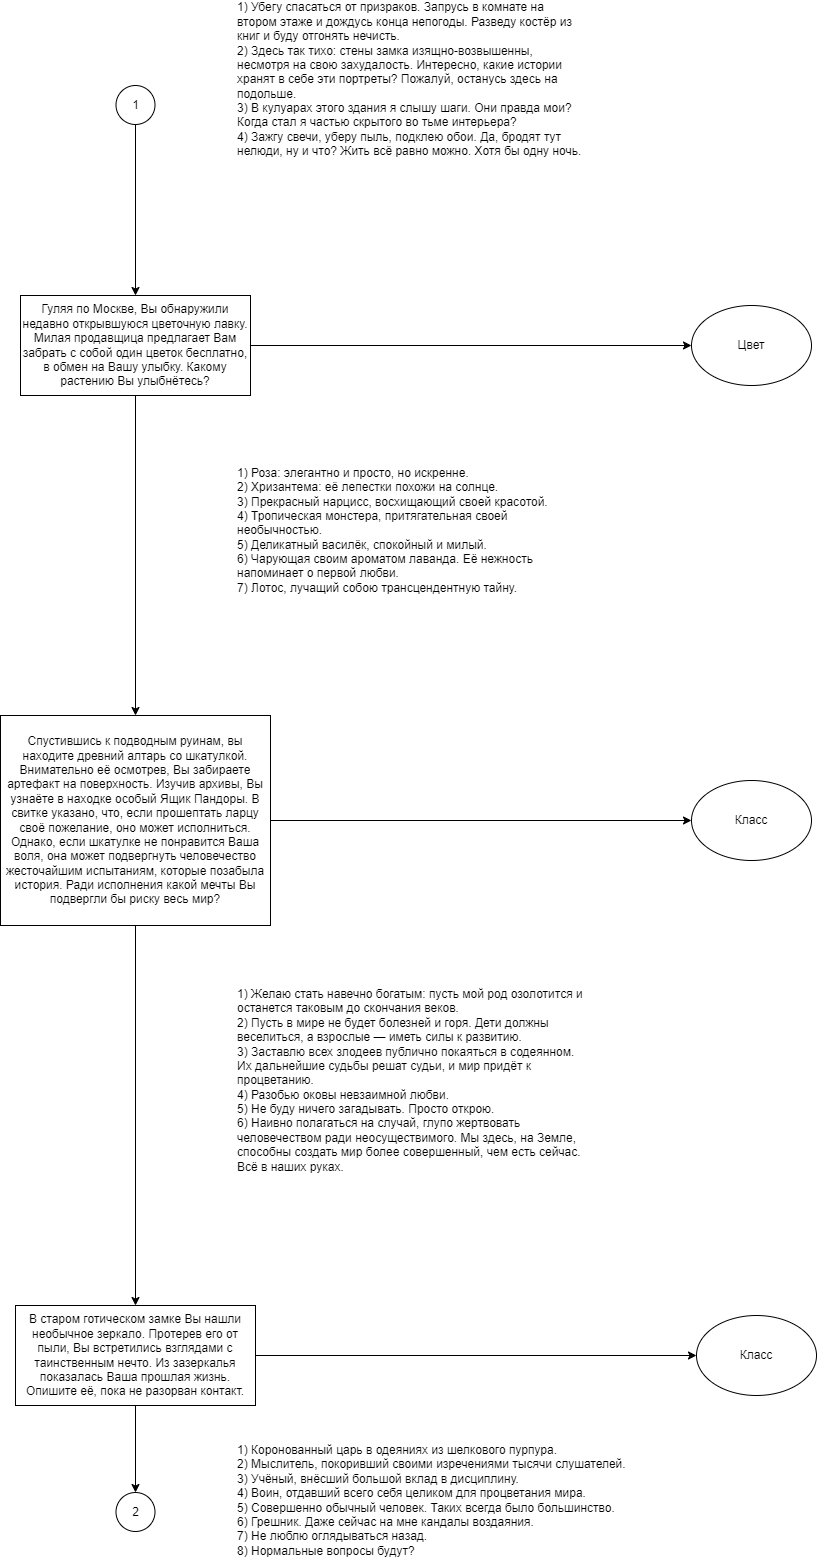 1) Убегу спасаться от призраков. Запрусь в комнате на
втором этаже и дождусь конца непогоды. Разведу костёр из
книг и буду отгонять нечисть.
2) Здесь так тихо: стены замка изящно-возвышенны,
несмотря на свою захудалость. Интересно, какие истории
хранят в себе эти портреты? Пожалуй, останусь здесь на
подольше.
3) В кулуарах этого здания я слышу шаги. Они правда мои?
Когда стал я частью скрытого во тьме интерьера?
4) Зажгу свечи, уберу пыль, подклею обои. Да, бродят тут
нелюди, ну и что? Жить всё равно можно. Хотя бы одну ночь.
1
Гуляя по Москве, Вы обнаружили
недавно открывшуюся цветочную лавку.
Милая продавщица предлагает Вам
забрать с собой один цветок бесплатно,
в обмен на Вашу улыбку. Какому
растению Вы улыбнётесь?
Цвет
1) Роза: элегантно и просто, но искренне.
2) Хризантема: её лепестки похожи на солнце.
3) Прекрасный нарцисс, восхищающий своей красотой.
4) Тропическая монстера, притягательная своей
необычностью.
5) Деликатный василёк, спокойный и милый.
6) Чарующая своим ароматом лаванда. Её нежность
напоминает о первой любви.
7) Лотос, лучащий собою трансцендентную тайну.
Спустившись к подводным руинам, вы
находите древний алтарь со шкатулкой.
Внимательно её осмотрев, Вы забираете
артефакт на поверхность. Изучив архивы, Вы
узнаёте в находке особый Ящик Пандоры. В
свитке указано, что, если прошептать ларцу
своё пожелание, оно может исполниться.
Однако, если шкатулке не понравится Ваша
воля, она может подвергнуть человечество
жесточайшим испытаниям, которые позабыла
история. Ради исполнения какой мечты Вы
подвергли бы риску весь мир?
Класс
1) Желаю стать навечно богатым: пусть мой род озолотится и
останется таковым до скончания веков.
2) Пусть в мире не будет болезней и горя. Дети должны
веселиться, а взрослые — иметь силы к развитию.
3) Заставлю всех злодеев публично покаяться в содеянном.
Их дальнейшие судьбы решат судьи, и мир придёт к
процветанию.
4) Разобью оковы невзаимной любви.
5) Не буду ничего загадывать. Просто открою.
6) Наивно полагаться на случай, глупо жертвовать
человечеством ради неосуществимого. Мы здесь, на Земле,
способны создать мир более совершенный, чем есть сейчас.
Всё в наших руках.
В старом готическом замке Вы нашли
необычное зеркало. Протерев его от
пыли, Вы встретились взглядами с
таинственным нечто. Из зазеркалья
показалась Ваша прошлая жизнь.
Опишите её, пока не разорван контакт.
Класс
1) Коронованный царь в одеяниях из шелкового пурпура.
2) Мыслитель, покоривший своими изречениями тысячи слушателей.
3) Учёный, внёсший большой вклад в дисциплину.
4) Воин, отдавший всего себя целиком для процветания мира.
5) Совершенно обычный человек. Таких всегда было большинство.
6) Грешник. Даже сейчас на мне кандалы воздаяния.
7) Не люблю оглядываться назад.
8) Нормальные вопросы будут?
2